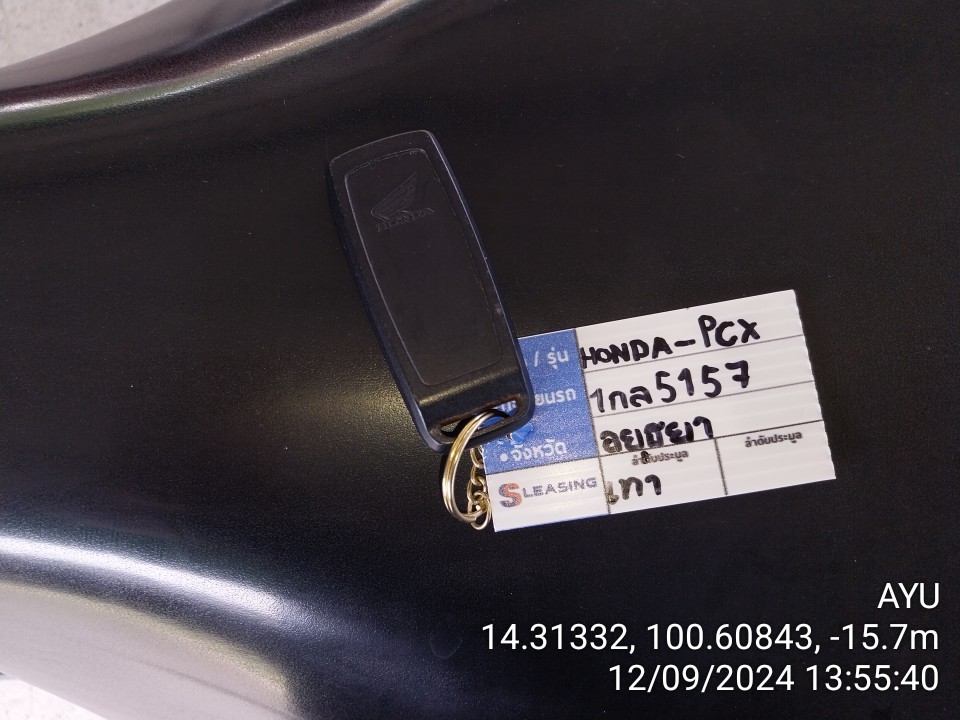 HONDA
/ รุ่น HONDA-PCX
ยนรถ 1กล5157
• จังหวัด อยุธยา
SLEASING ลำดับประมูล ลำดับประมูล
เทา
AYU
14.31332, 100.60843, -15.7m
12/09/2024 13:55:40